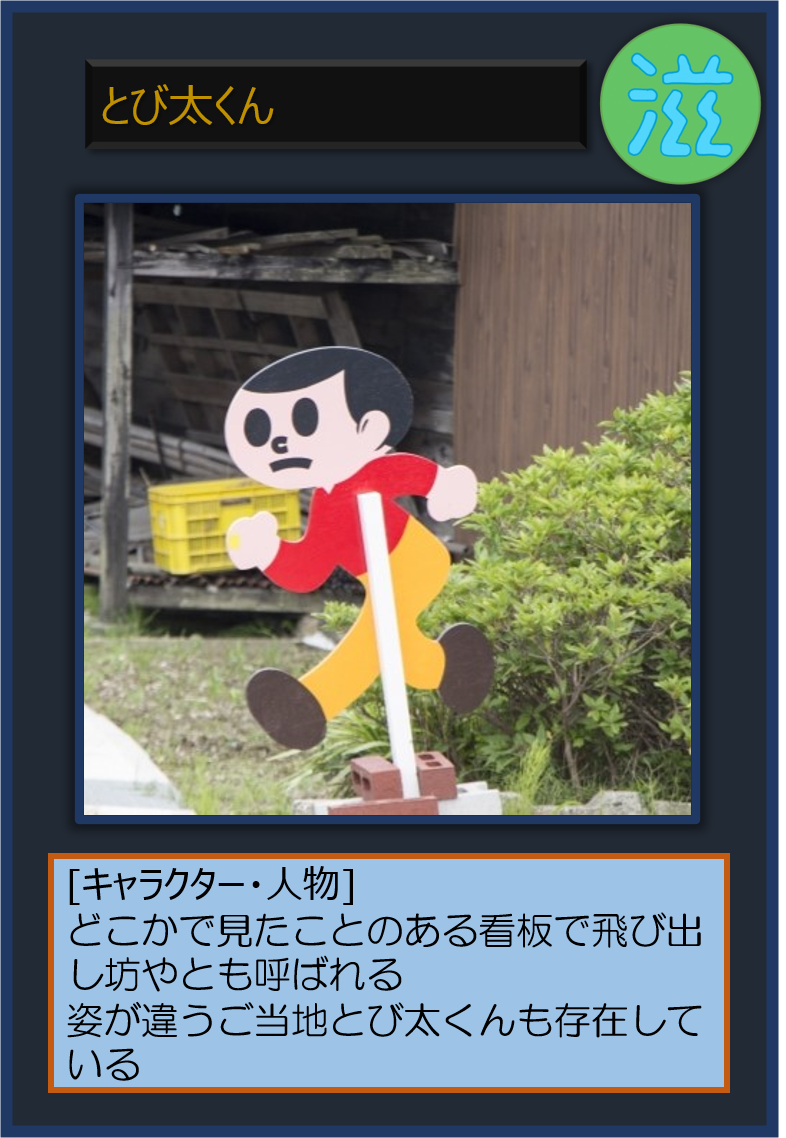 とび太くん
滋
[キャラクター・人物]
どこかで見たことのある看板で飛び出
し坊やとも呼ばれる
姿が違うご当地とび太くんも存在して
いる